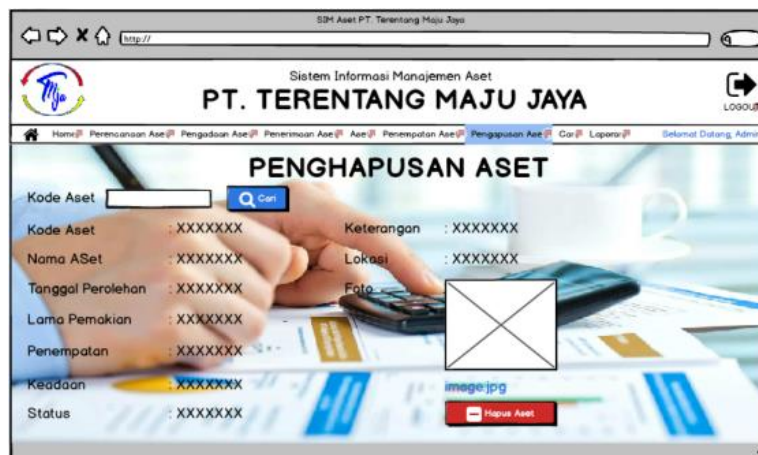 SIM Aset PT. Terentang Maju Jaya
http://
Mja
Sistem Informasi Manajemen Aset
PT. TERENTANG MAJU JAYA
LOGOUT
Home Perencanaan Aset Pengadaan Aset Penerimaan Aset Aset Penempatan Aset Pengapusan Aset Cari Laporan Selamat Datang, Admin
PENGHAPUSAN ASET
Kode Aset Cari
Kode Aset : XXXXXXX Keterangan : XXXXXXX
Nama ASet : XXXXXXX Lokasi : XXXXXXX
Tanggal Perolehan : XXXXXXX Foto
Lama Pemakian : XXXXXXX
Penempatan : XXXXXXX
Keadaan : XXXXXXX image.jpg
Status : XXXXXXX Hapus Aset